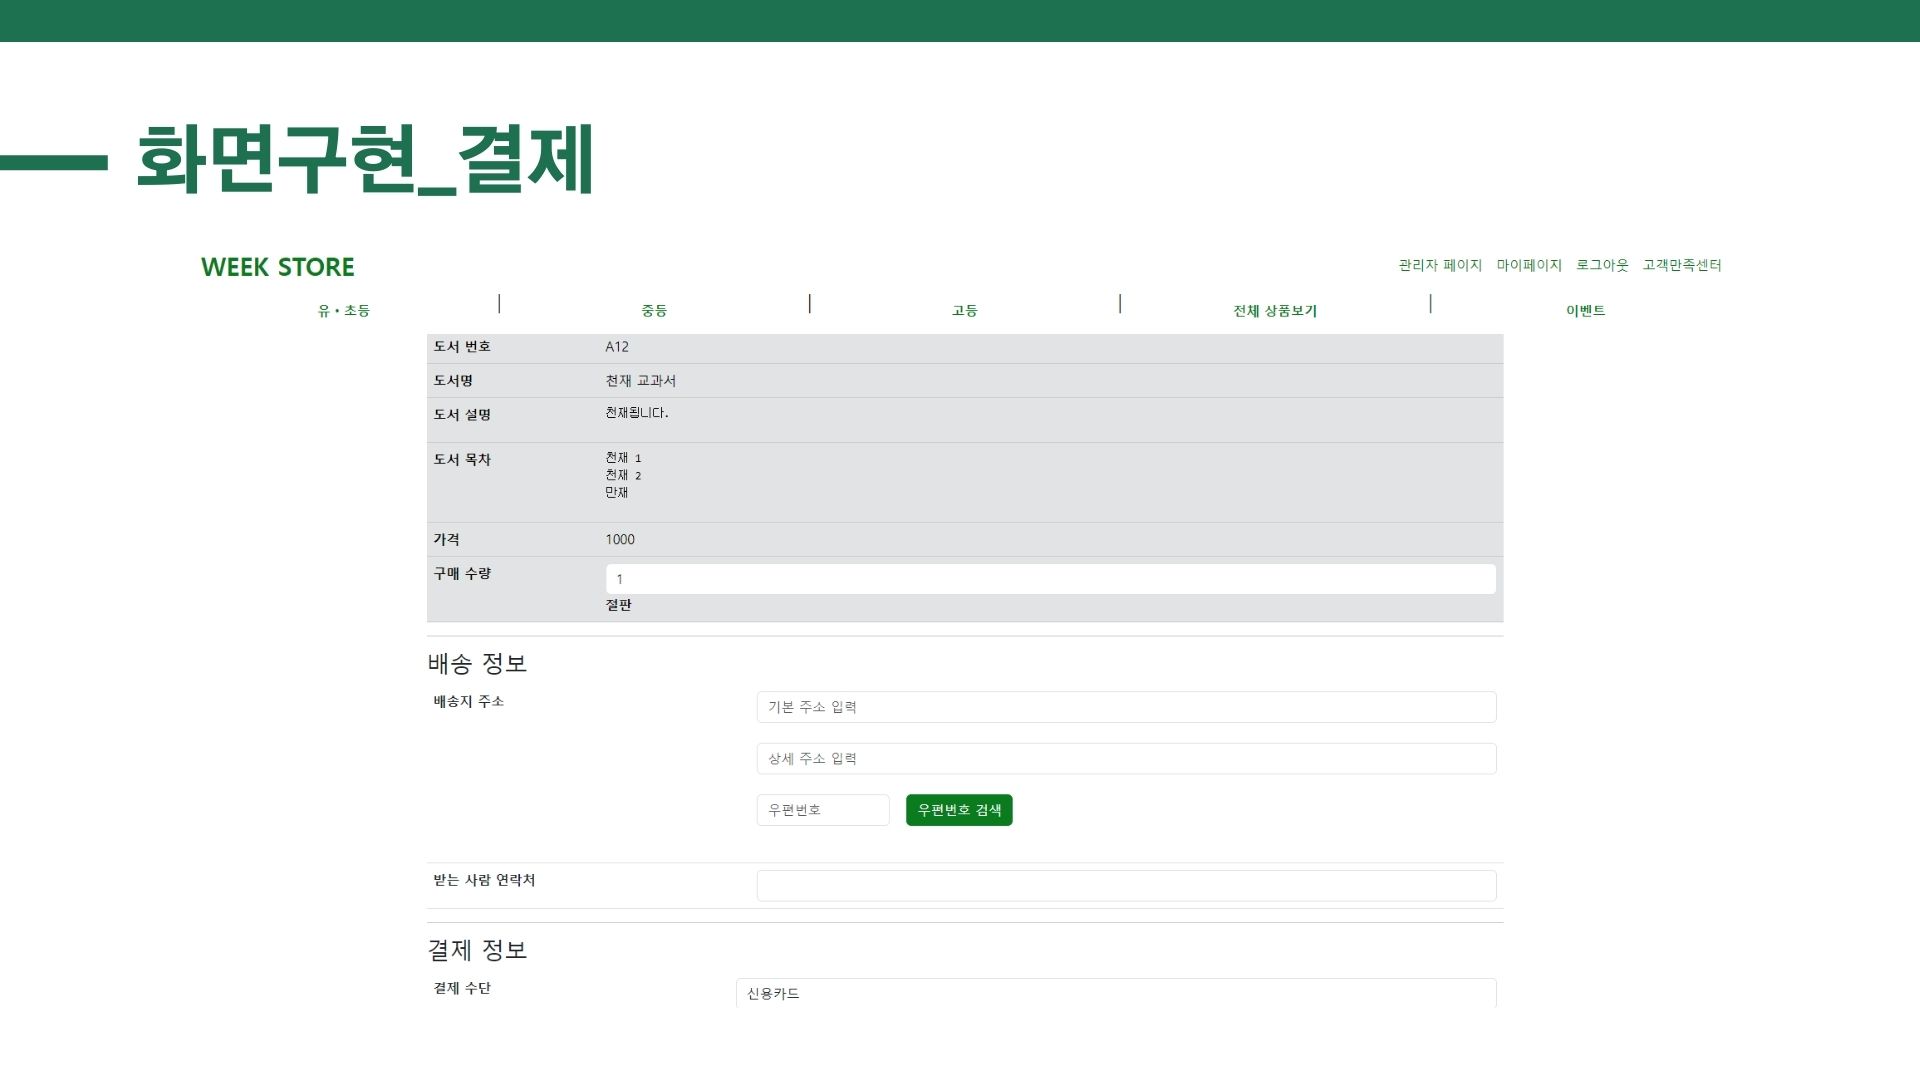 화면구현_결제
WEEK STORE
관리자 페이지 마이페이지 로그아웃 고객만족센터
유・초등 중등 고등 전체 상품보기 이벤트
도서 번호 A12
도서명 천재 교과서
도서 설명 천재됩니다.
도서 목차 천재 1
천재 2
만재
가격 1000
구매 수량 1
절판
배송 정보
배송지 주소 기본 주소 입력
상세 주소 입력
우편번호 우편번호 검색
받는 사람 연락처
결제 정보
결제 수단 신용카드